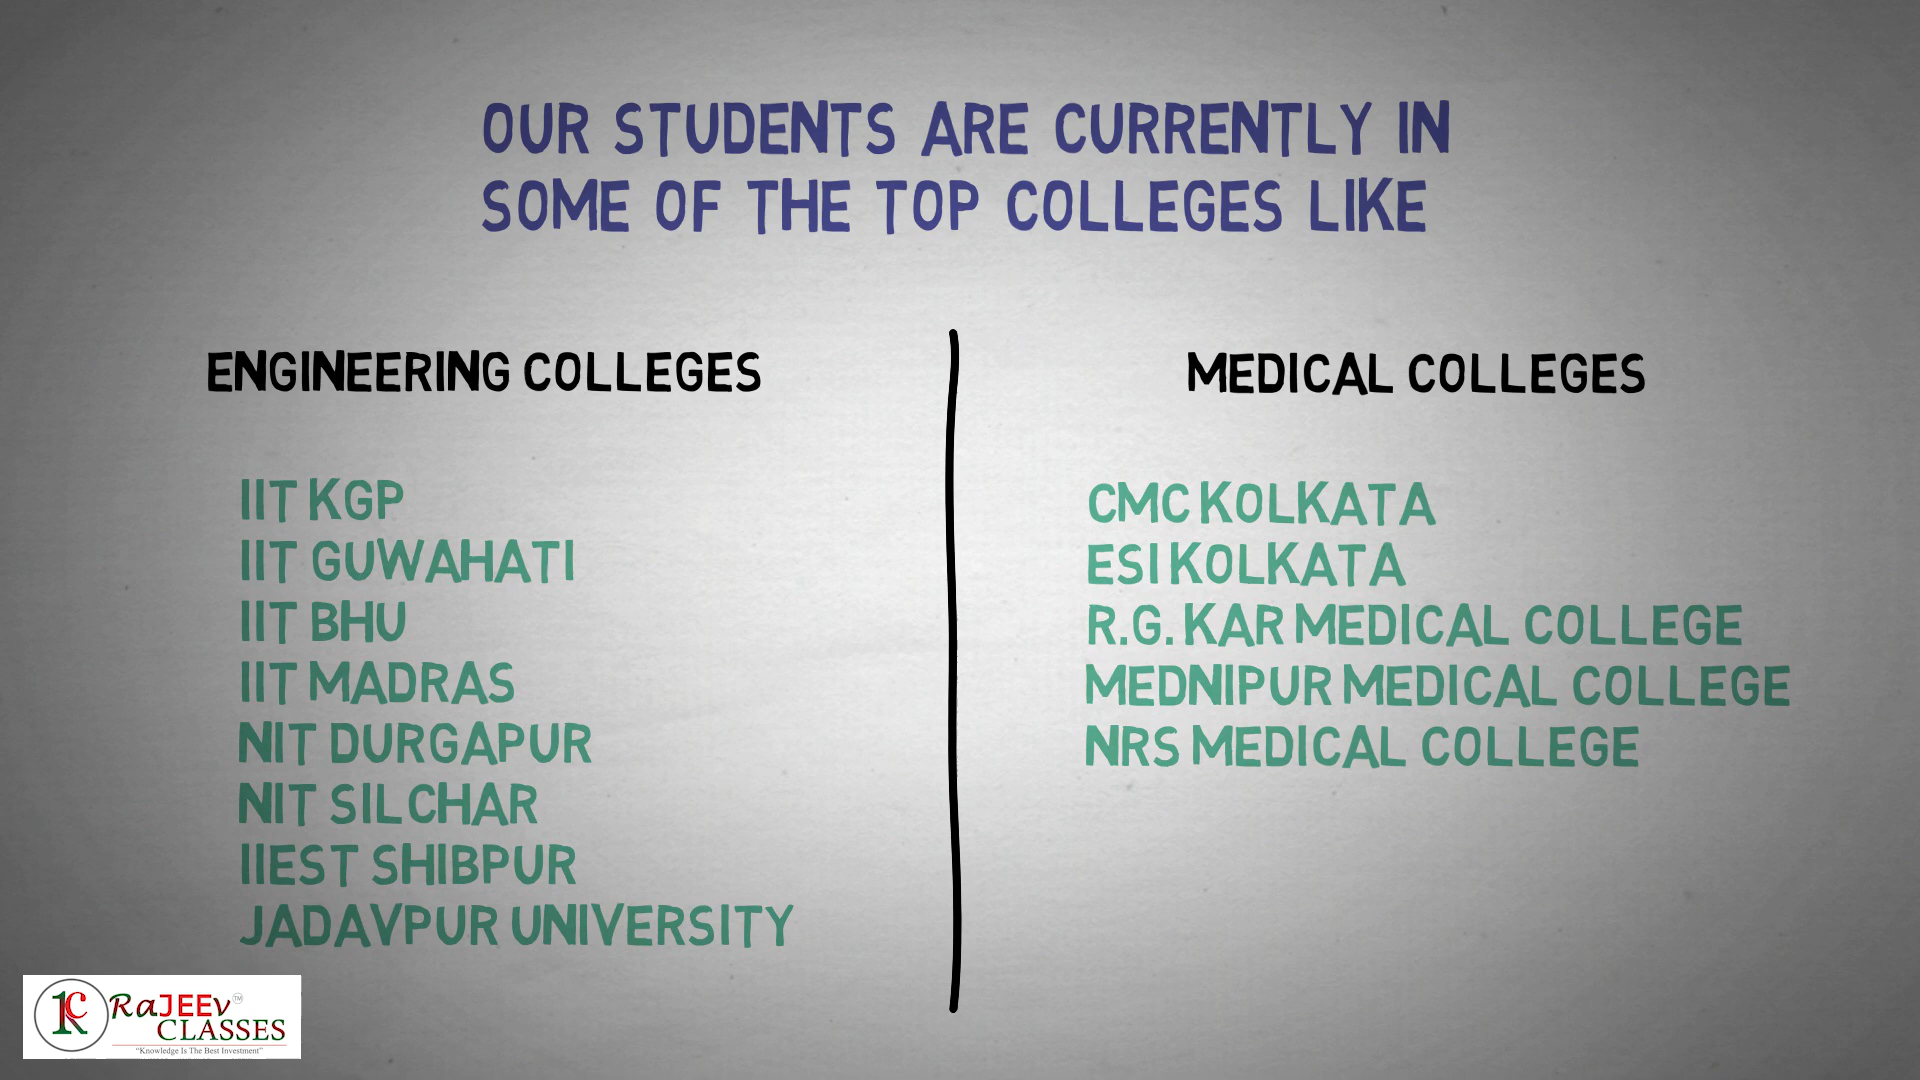 OUR STUDENTS ARE CURRENTLY IN
SOME OF THE TOP COLLEGES LIKE
ENGINEERING COLLEGES
IIT KGP
IIT GUWAHATI
IIT BHU
IIT MADRAS
NIT DURGAPUR
NIT SILCHAR
IIEST SHIBPUR
JADAVPUR UNIVERSITY
MEDICAL COLLEGES
CMC KOLKATA
ESI KOLKATA
R.G. KAR MEDICAL COLLEGE
MEDNIPUR MEDICAL COLLEGE
NRS MEDICAL COLLEGE
RaJEEv™
CLASSES
"Knowledge Is The Best Investment"